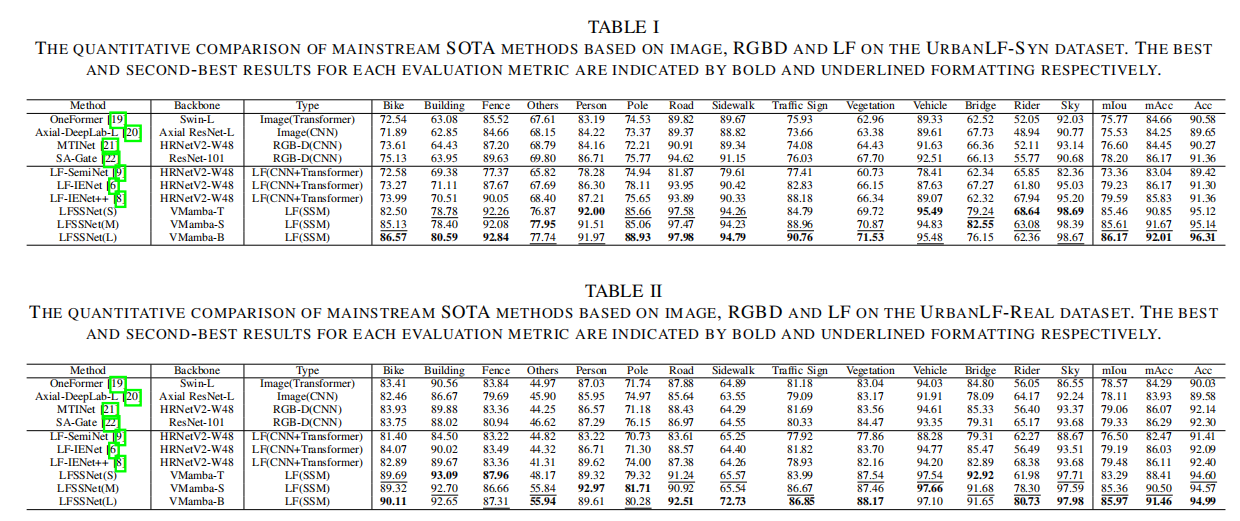 TABLE I
THE QUANTITATIVE COMPARISON OF MAINSTREAM SOTA METHODS BASED ON IMAGE, RGBD AND LF ON THE URBANLF-SYN DATASET. THE BEST
AND SECOND-BEST RESULTS FOR EACH EVALUATION METRIC ARE INDICATED BY BOLD AND UNDERLINED FORMATTING RESPECTIVELY.
Method Backbone Type Bike Building Fence Others Person Pole Road Sidewalk Traffic Sign Vegetation Vehicle Bridge Rider Sky mIou mAcc Acc
OneFormer [19] Swin-L Image(Transformer) 72.54 63.08 85.52 67.61 83.19 74.53 89.82 89.67 75.93 62.96 89.33 62.52 52.05 92.03 75.77 84.66 90.58
Axial-DeepLab-L [20] Axial ResNet-L Image(CNN) 71.89 62.85 84.66 68.15 84.22 73.37 89.37 88.82 73.66 63.38 89.61 67.73 48.94 90.77 75.53 84.25 89.65
MTINet [21] HRNetV2-W48 RGB-D(CNN) 73.61 64.43 87.20 68.79 84.16 72.21 90.91 89.34 74.08 64.43 91.63 66.36 52.11 93.14 76.60 84.45 90.27
SA-Gate [22] ResNet-101 RGB-D(CNN) 75.13 63.95 89.63 69.80 86.71 75.77 94.62 91.15 76.03 67.70 92.51 66.13 55.77 90.68 78.20 86.17 91.36
LF-SemiNet [9] HRNetV2-W48 LF(CNN+Transformer) 72.58 69.38 77.37 65.82 78.28 74.94 81.87 79.61 77.41 60.73 78.41 62.34 65.85 82.36 73.36 83.04 89.42
LF-IENet [6] HRNetV2-W48 LF(CNN+Transformer) 73.27 71.11 87.67 67.69 86.30 78.11 93.95 90.42 82.83 66.15 87.63 67.27 61.80 95.03 79.23 86.17 91.30
LF-IENet++ [8] HRNetV2-W48 LF(CNN+Transformer) 73.99 70.51 90.05 68.40 87.21 75.65 93.89 90.33 88.18 66.34 89.07 62.32 67.94 95.20 79.59 85.83 91.36
LFSSNet(S) VMamba-T LF(SSM) 82.50 78.78 92.26 76.87 92.00 85.66 97.58 94.26 84.79 69.72 95.49 79.24 68.64 98.69 85.46 90.85 95.12
LFSSNet(M) VMamba-S LF(SSM) 85.13 78.40 92.08 77.95 91.51 85.06 97.47 94.23 88.96 70.87 94.83 82.55 63.08 98.39 85.61 91.67 95.14
LFSSNet(L) VMamba-B LF(SSM) 86.57 80.59 92.84 77.74 91.97 88.93 97.98 94.79 90.76 71.53 95.48 76.15 62.36 98.67 86.17 92.01 96.31
TABLE II
THE QUANTITATIVE COMPARISON OF MAINSTREAM SOTA METHODS BASED ON IMAGE, RGBD AND LF ON THE URBANLF-REAL DATASET. THE BEST
AND SECOND-BEST RESULTS FOR EACH EVALUATION METRIC ARE INDICATED BY BOLD AND UNDERLINED FORMATTING RESPECTIVELY.
Method Backbone Type Bike Building Fence Others Person Pole Road Sidewalk Traffic Sign Vegetation Vehicle Bridge Rider Sky mIou mAcc Acc
OneFormer [19] Swin-L Image(Transformer) 83.41 90.56 83.84 44.97 87.03 71.74 87.88 64.89 81.18 83.04 94.03 84.80 56.05 86.55 78.57 84.29 90.03
Axial-DeepLab-L [20] Axial ResNet-L Image(CNN) 82.46 86.67 79.69 45.90 85.95 74.97 85.64 63.55 79.09 83.17 91.91 78.09 64.17 92.24 78.11 83.93 89.58
MTINet [21] HRNetV2-W48 RGB-D(CNN) 83.93 89.88 83.36 44.25 86.57 71.18 88.43 64.29 81.69 83.56 94.61 85.33 56.40 93.37 79.06 86.07 92.14
SA-Gate [22] ResNet-101 RGB-D(CNN) 83.75 88.02 80.94 46.62 87.29 76.15 86.97 64.55 80.33 84.47 93.35 79.31 65.17 93.68 79.33 86.29 92.30
LF-SemiNet [9] HRNetV2-W48 LF(CNN+Transformer) 81.40 84.50 83.22 44.82 83.22 70.73 83.61 65.25 77.92 77.86 88.28 79.31 62.27 88.67 76.50 82.47 91.41
LF-IENet [6] HRNetV2-W48 LF(CNN+Transformer) 84.07 90.02 83.49 44.32 86.71 71.30 88.57 64.40 81.82 83.70 94.77 85.47 56.49 93.51 79.19 86.03 92.09
LF-IENet++ [8] HRNetV2-W48 LF(CNN+Transformer) 82.89 89.67 83.36 41.31 89.62 74.00 87.38 64.26 78.93 82.16 94.20 82.89 68.38 93.68 79.48 86.11 92.40
LFSSNet(S) VMamba-T LF(SSM) 89.69 93.09 87.96 48.17 89.32 79.32 91.24 65.57 83.99 87.54 97.54 92.92 61.98 97.71 83.29 88.41 94.60
LFSSNet(M) VMamba-S LF(SSM) 89.32 92.70 86.66 55.84 92.97 81.71 90.92 65.54 86.67 87.46 97.66 91.68 78.30 97.59 85.36 90.50 94.57
LFSSNet(L) VMamba-B LF(SSM) 90.11 92.65 87.31 55.94 89.61 80.28 92.51 72.73 86.85 88.17 97.10 91.65 80.73 97.98 85.97 91.46 94.99